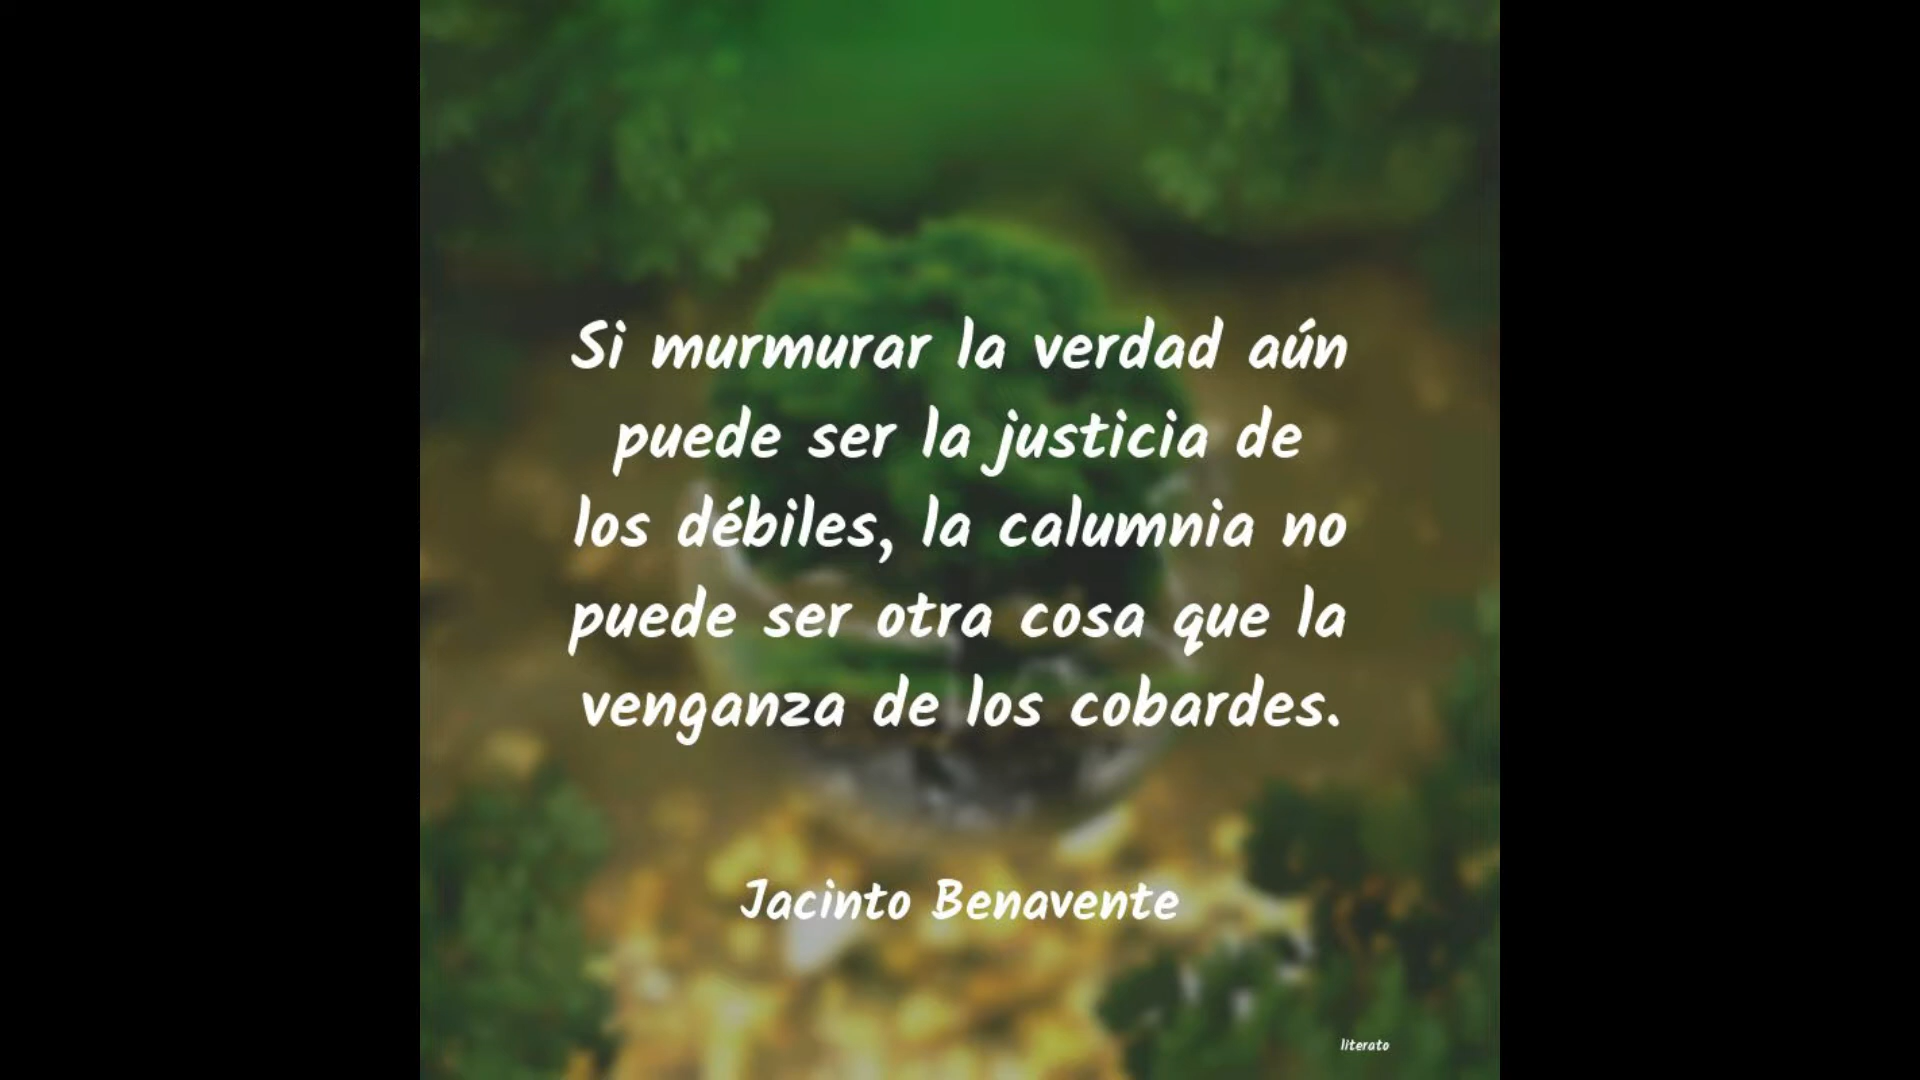 Si murmurar la verdad aún
puede ser la justicia de
los débiles, la calumnia no
puede ser otra cosa que la
venganza de los cobardes.
Jacinto Benavente
literato